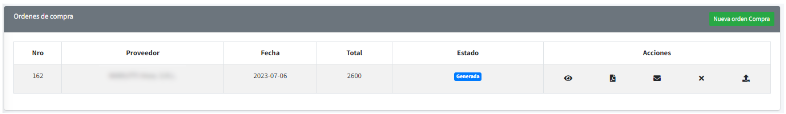 Ordenes de compra
Nueva orden Compra
Nro Proveedor Fecha Total Estado Acciones
162 2023-07-06 2600 Generada